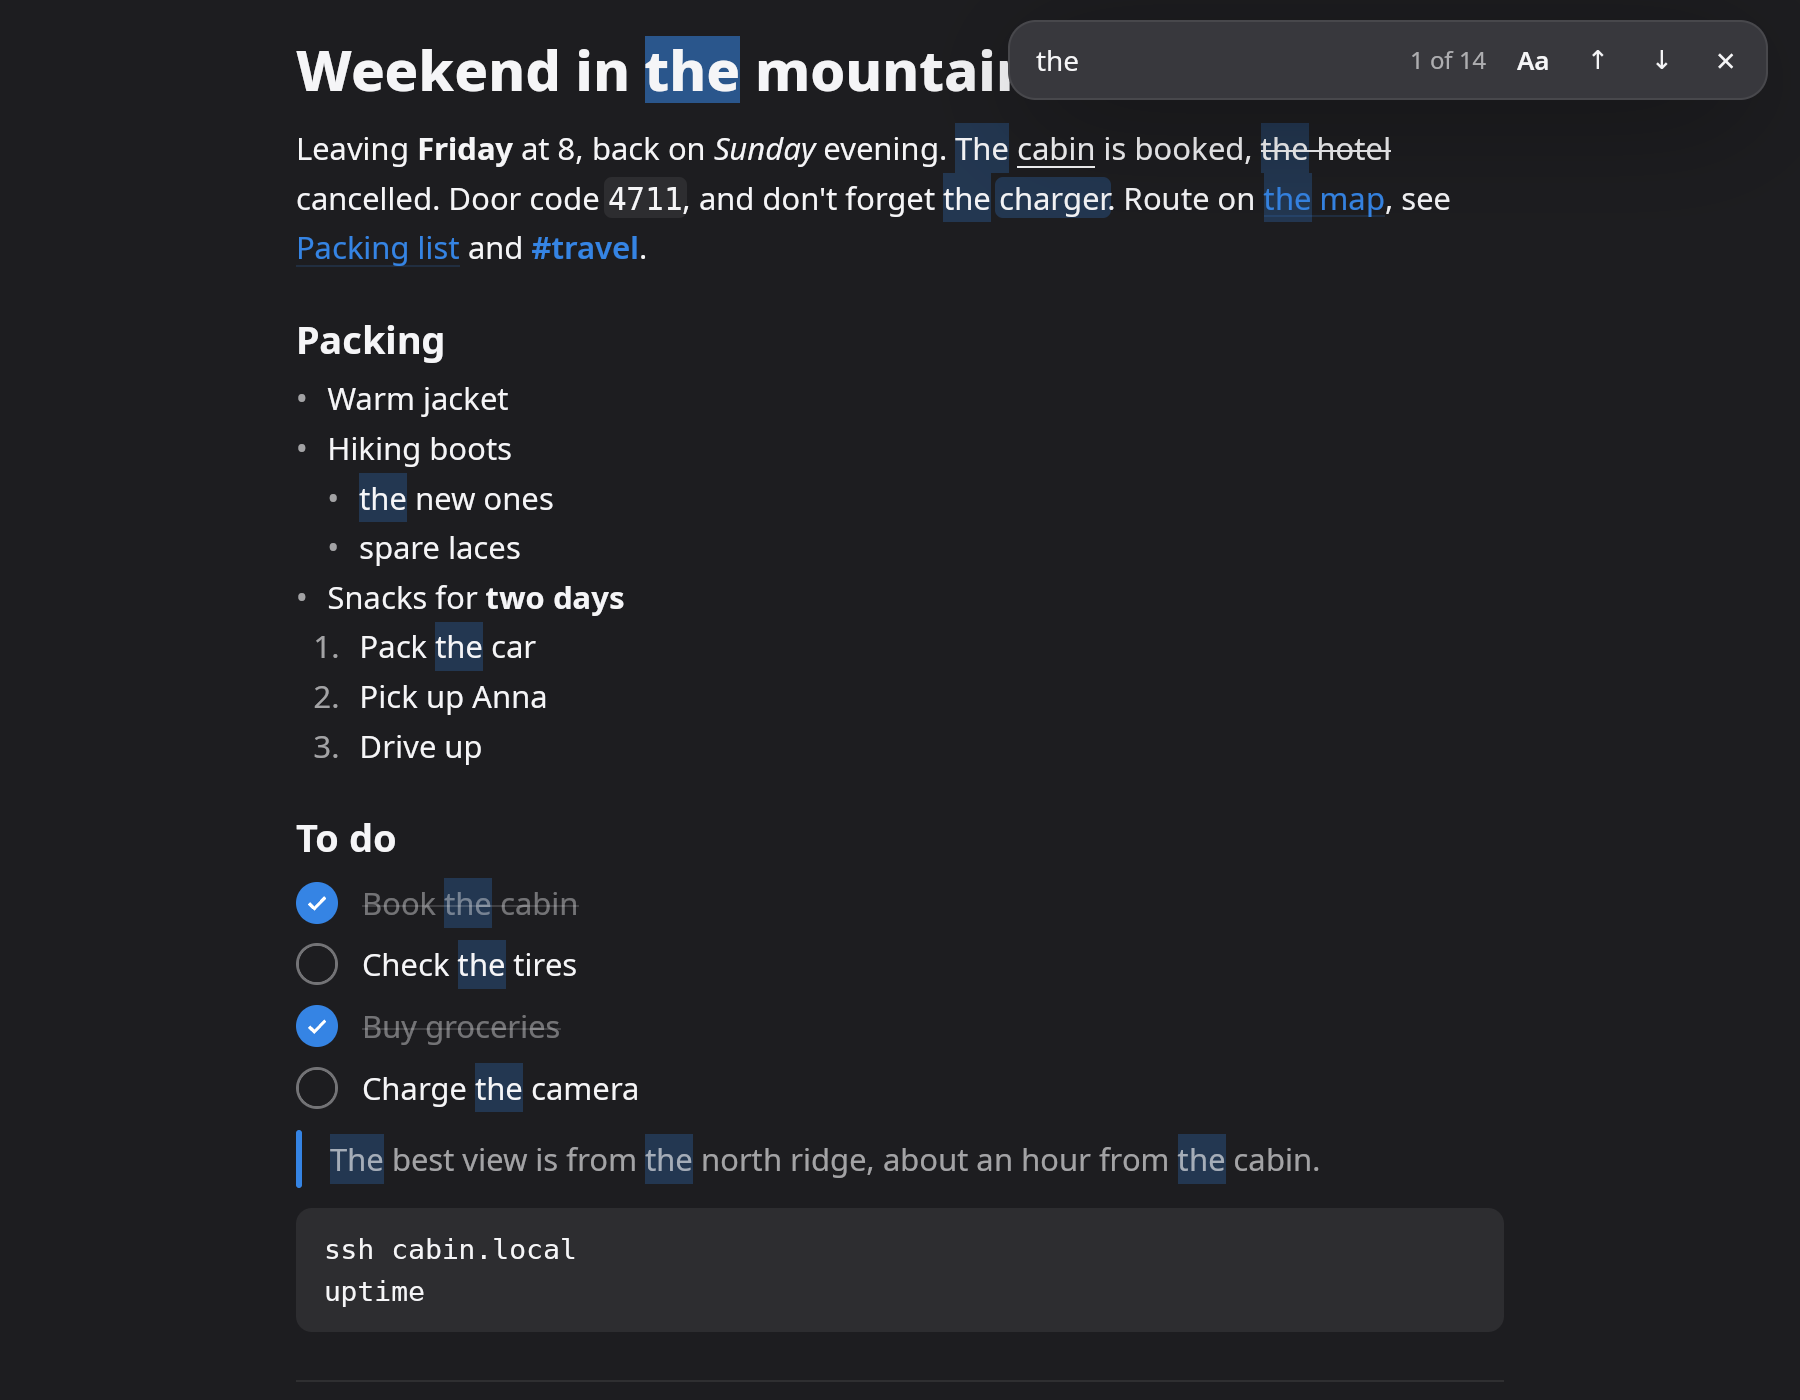 Weekend in the mountain
the 1 of 14 Aa ↑ ↓ ✕
Leaving Friday at 8, back on Sunday evening. The cabin is booked, the hotel
cancelled. Door code 4711, and don't forget the charger. Route on the map, see
Packing list and #travel.
Packing
• Warm jacket
• Hiking boots
• the new ones
• spare laces
• Snacks for two days
1. Pack the car
2. Pick up Anna
3. Drive up
To do
Book the cabin
Check the tires
Buy groceries
Charge the camera
The best view is from the north ridge, about an hour from the cabin.
ssh cabin.local
uptime